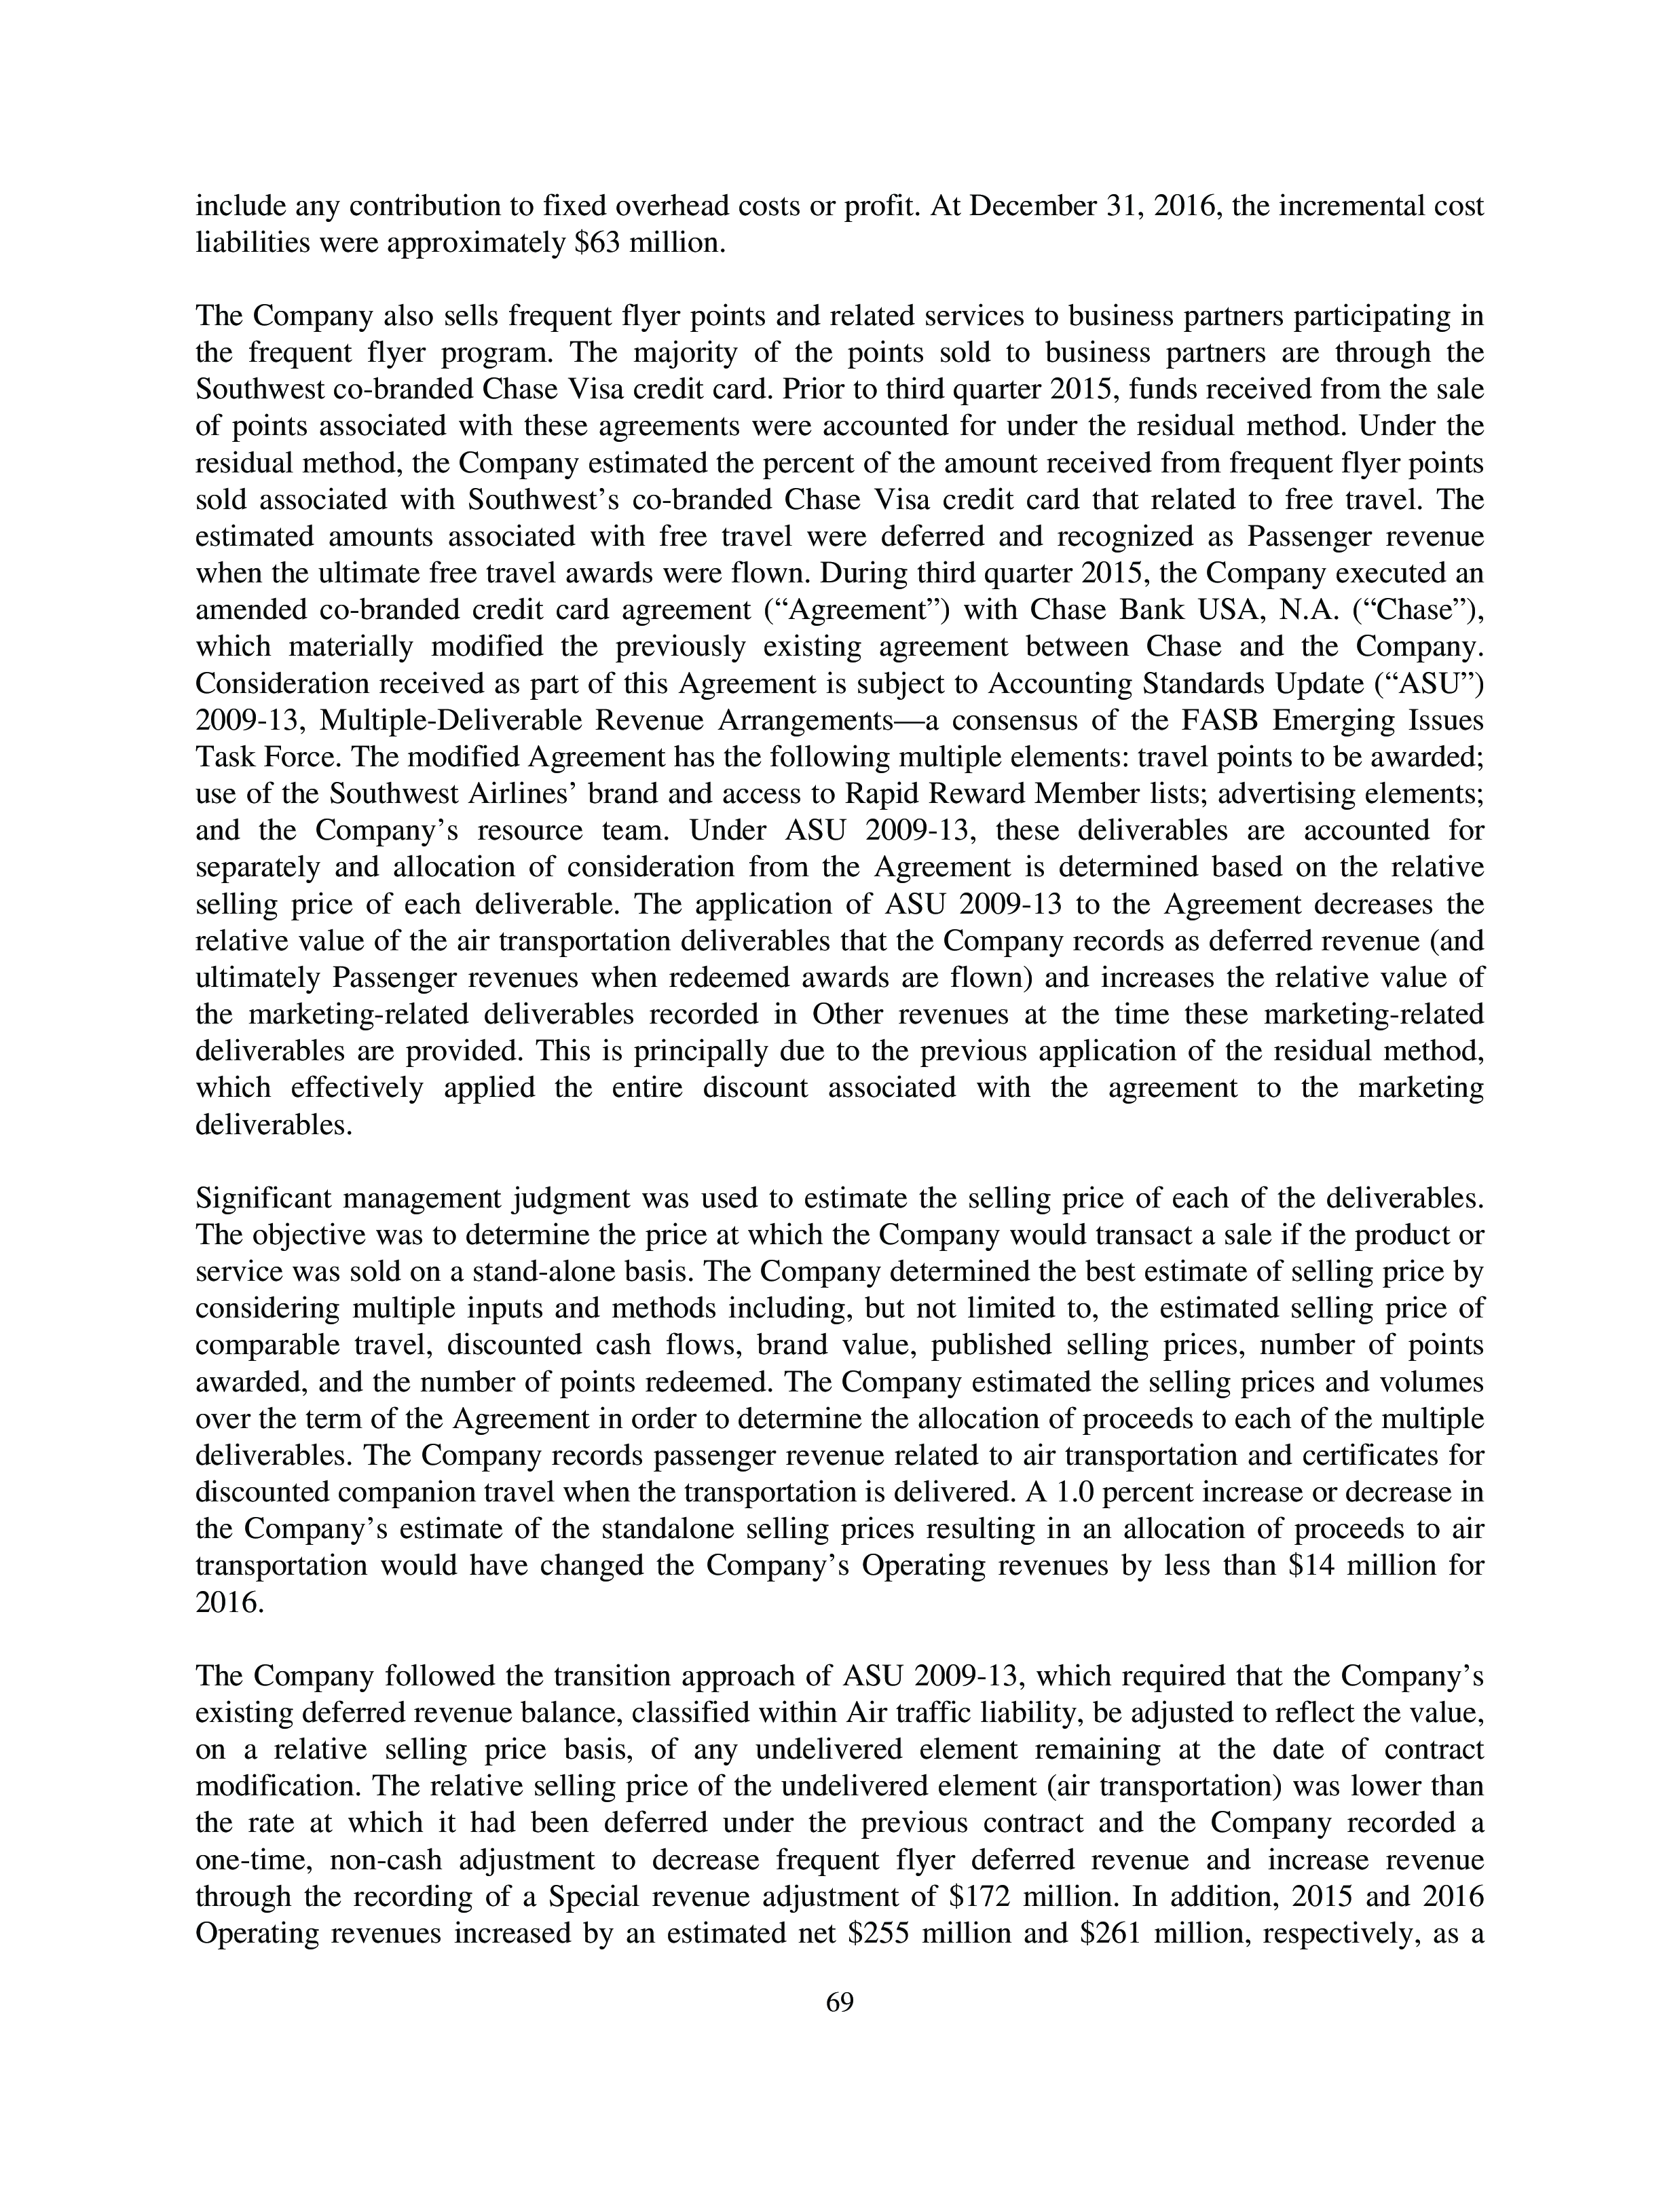 include any contribution to fixed overhead costs or profit. At December 31, 2016, the incremental cost
liabilities were approximately $63 million.
The Company also sells frequent flyer points and related services to business partners participating in
the frequent flyer program. The majority of the points sold to business partners are through the
Southwest co-branded Chase Visa credit card. Prior to third quarter 2015, funds received from the sale
of points associated with these agreements were accounted for under the residual method. Under the
residual method, the Company estimated the percent of the amount received from frequent flyer points
sold associated with Southwest’s co-branded Chase Visa credit card that related to free travel. The
estimated amounts associated with free travel were deferred and recognized as Passenger revenue
when the ultimate free travel awards were flown. During third quarter 2015, the Company executed an
amended co-branded credit card agreement (“Agreement”) with Chase Bank USA, N.A. (“Chase”),
which materially modified the previously existing agreement between Chase and the Company.
Consideration received as part of this Agreement is subject to Accounting Standards Update (“ASU”)
2009-13, Multiple-Deliverable Revenue Arrangements—a consensus of the FASB Emerging Issues
Task Force. The modified Agreement has the following multiple elements: travel points to be awarded;
use of the Southwest Airlines’ brand and access to Rapid Reward Member lists; advertising elements;
and the Company’s resource team. Under ASU 2009-13, these deliverables are accounted for
separately and allocation of consideration from the Agreement is determined based on the relative
selling price of each deliverable. The application of ASU 2009-13 to the Agreement decreases the
relative value of the air transportation deliverables that the Company records as deferred revenue (and
ultimately Passenger revenues when redeemed awards are flown) and increases the relative value of
the marketing-related deliverables recorded in Other revenues at the time these marketing-related
deliverables are provided. This is principally due to the previous application of the residual method,
which effectively applied the entire discount associated with the agreement to the marketing
deliverables.
Significant management judgment was used to estimate the selling price of each of the deliverables.
The objective was to determine the price at which the Company would transact a sale if the product or
service was sold on a stand-alone basis. The Company determined the best estimate of selling price by
considering multiple inputs and methods including, but not limited to, the estimated selling price of
comparable travel, discounted cash flows, brand value, published selling prices, number of points
awarded, and the number of points redeemed. The Company estimated the selling prices and volumes
over the term of the Agreement in order to determine the allocation of proceeds to each of the multiple
deliverables. The Company records passenger revenue related to air transportation and certificates for
discounted companion travel when the transportation is delivered. A 1.0 percent increase or decrease in
the Company’s estimate of the standalone selling prices resulting in an allocation of proceeds to air
transportation would have changed the Company’s Operating revenues by less than $14 million for
2016.
The Company followed the transition approach of ASU 2009-13, which required that the Company’s
existing deferred revenue balance, classified within Air traffic liability, be adjusted to reflect the value,
on a relative selling price basis, of any undelivered element remaining at the date of contract
modification. The relative selling price of the undelivered element (air transportation) was lower than
the rate at which it had been deferred under the previous contract and the Company recorded a
one-time, non-cash adjustment to decrease frequent flyer deferred revenue and increase revenue
through the recording of a Special revenue adjustment of $172 million. In addition, 2015 and 2016
Operating revenues increased by an estimated net $255 million and $261 million, respectively, as a
69